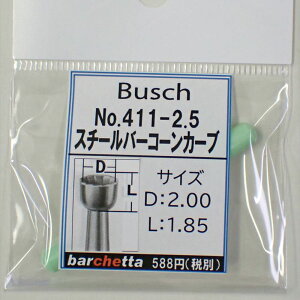 Busch
No.411-2.5
スチールバーコーンカーブ
D
L
サイズ
D:2.00
L:1.85
barchetta 588円(税別)